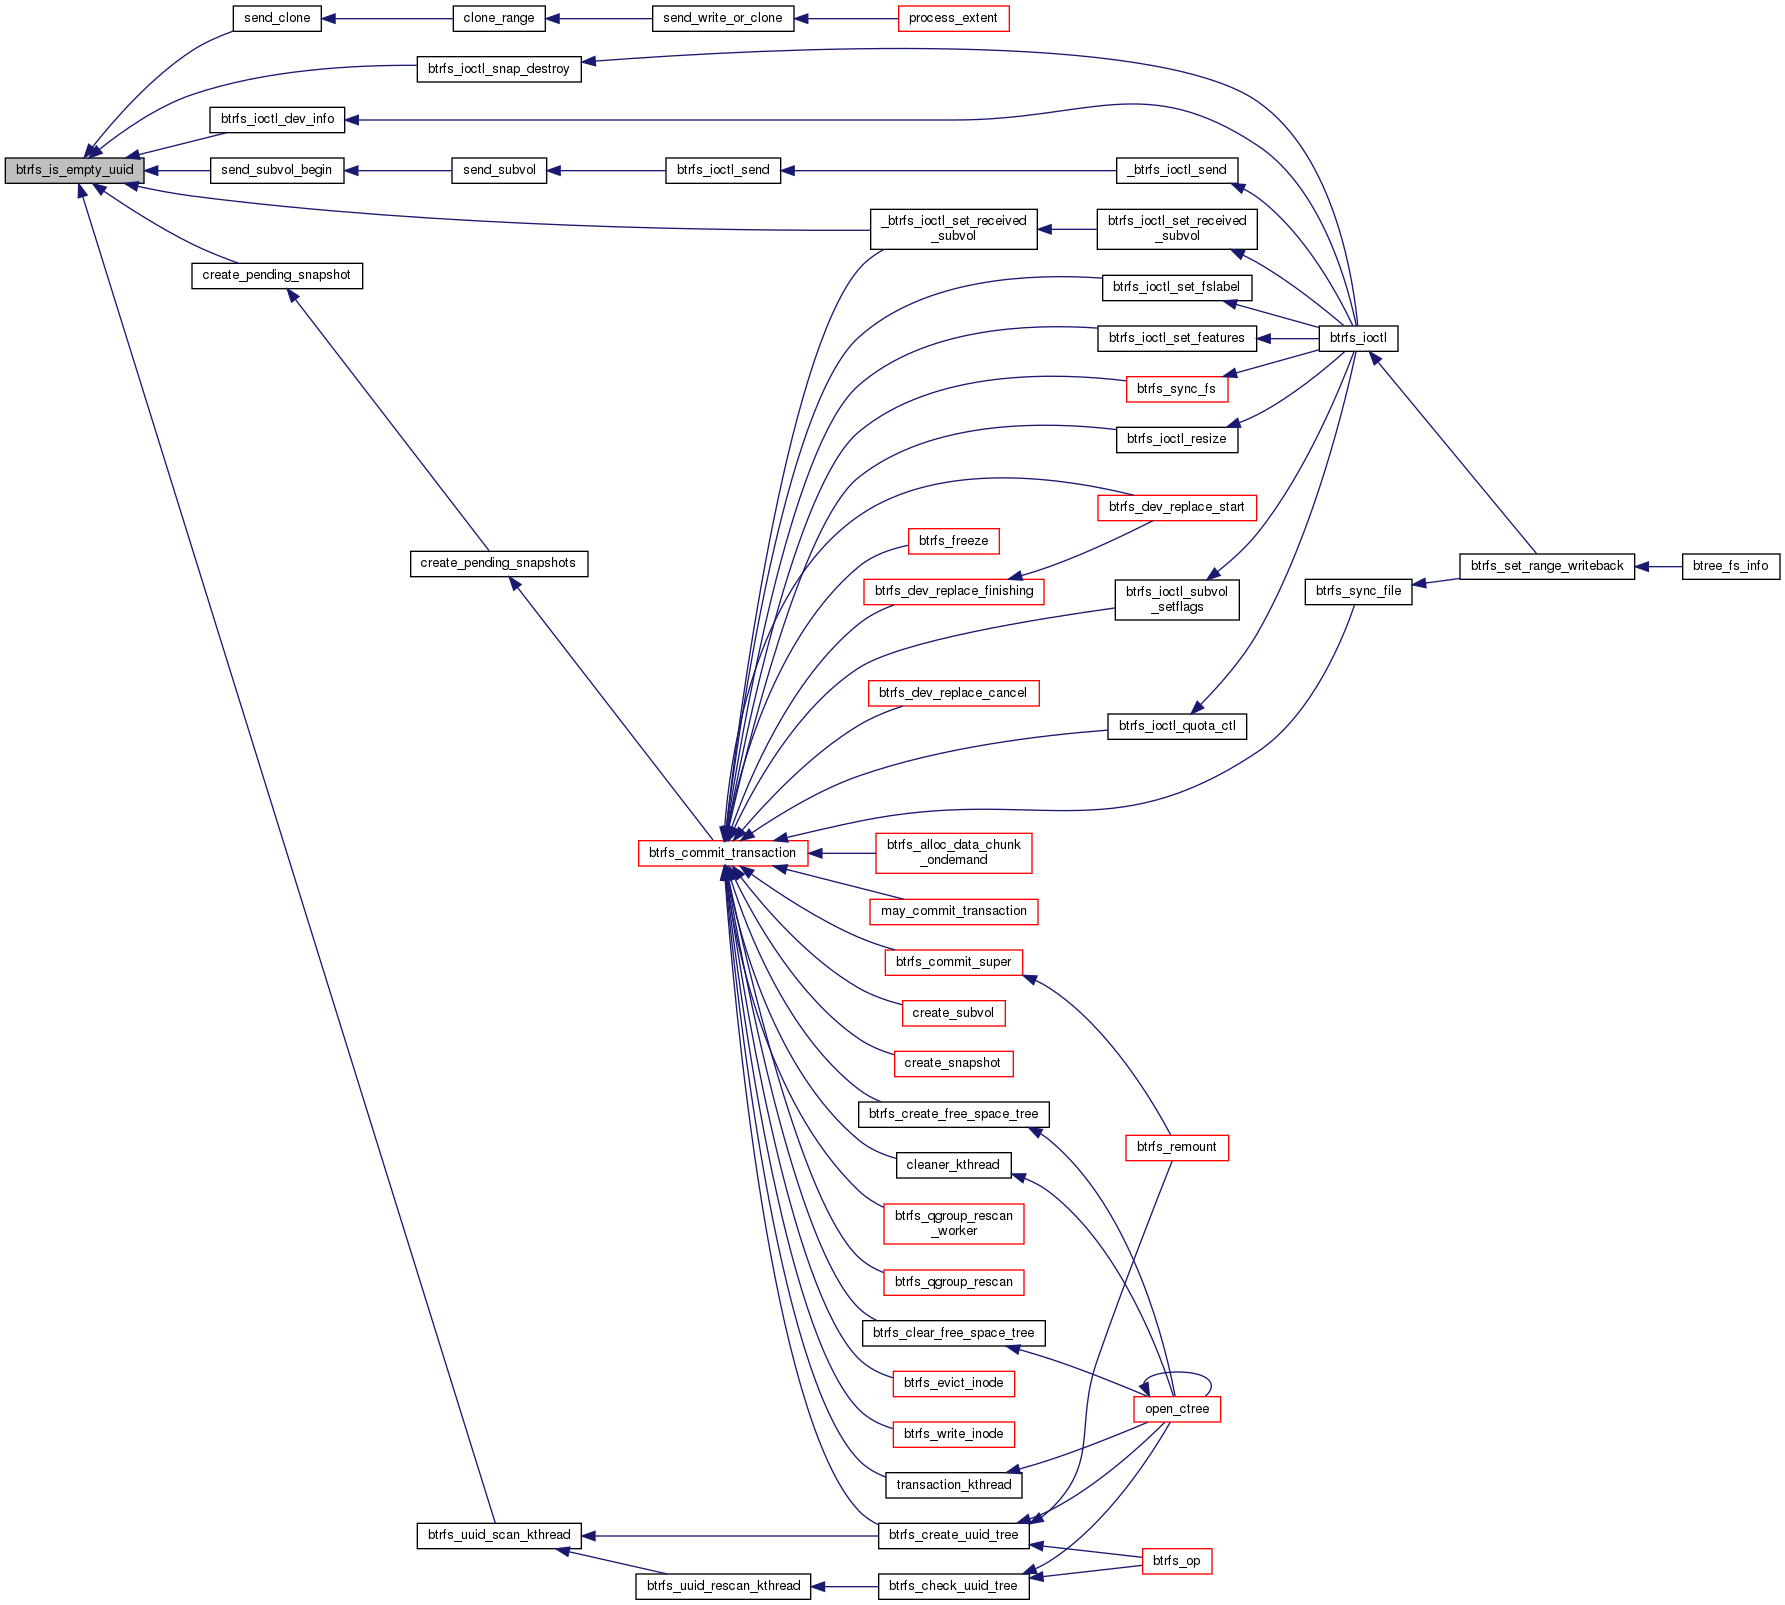 send_clone
clone_range
send_write_or_clone
process_extent
btrfs_ioctl_snap_destroy
btrfs_ioctl_dev_info
btrfs_is_empty_uuid
send_subvol_begin
send_subvol
btrfs_ioctl_send
_btrfs_ioctl_send
_btrfs_ioctl_set_received
_subvol
btrfs_ioctl_set_received
_subvol
create_pending_snapshot
btrfs_ioctl_set_fslabel
btrfs_ioctl_set_features
btrfs_ioctl
btrfs_sync_fs
btrfs_ioctl_resize
btrfs_dev_replace_start
btrfs_freeze
create_pending_snapshots
btrfs_set_range_writeback
btree_fs_info
btrfs_dev_replace_finishing
btrfs_ioctl_subvol
_setflags
btrfs_sync_file
btrfs_dev_replace_cancel
btrfs_ioctl_quota_ctl
btrfs_commit_transaction
btrfs_alloc_data_chunk
_ondemand
may_commit_transaction
btrfs_commit_super
create_subvol
create_snapshot
btrfs_create_free_space_tree
btrfs_remount
cleaner_kthread
btrfs_qgroup_rescan
_worker
btrfs_qgroup_rescan
btrfs_clear_free_space_tree
btrfs_evict_inode
open_ctree
btrfs_write_inode
transaction_kthread
btrfs_uuid_scan_kthread
btrfs_create_uuid_tree
btrfs_op
btrfs_uuid_rescan_kthread
btrfs_check_uuid_tree